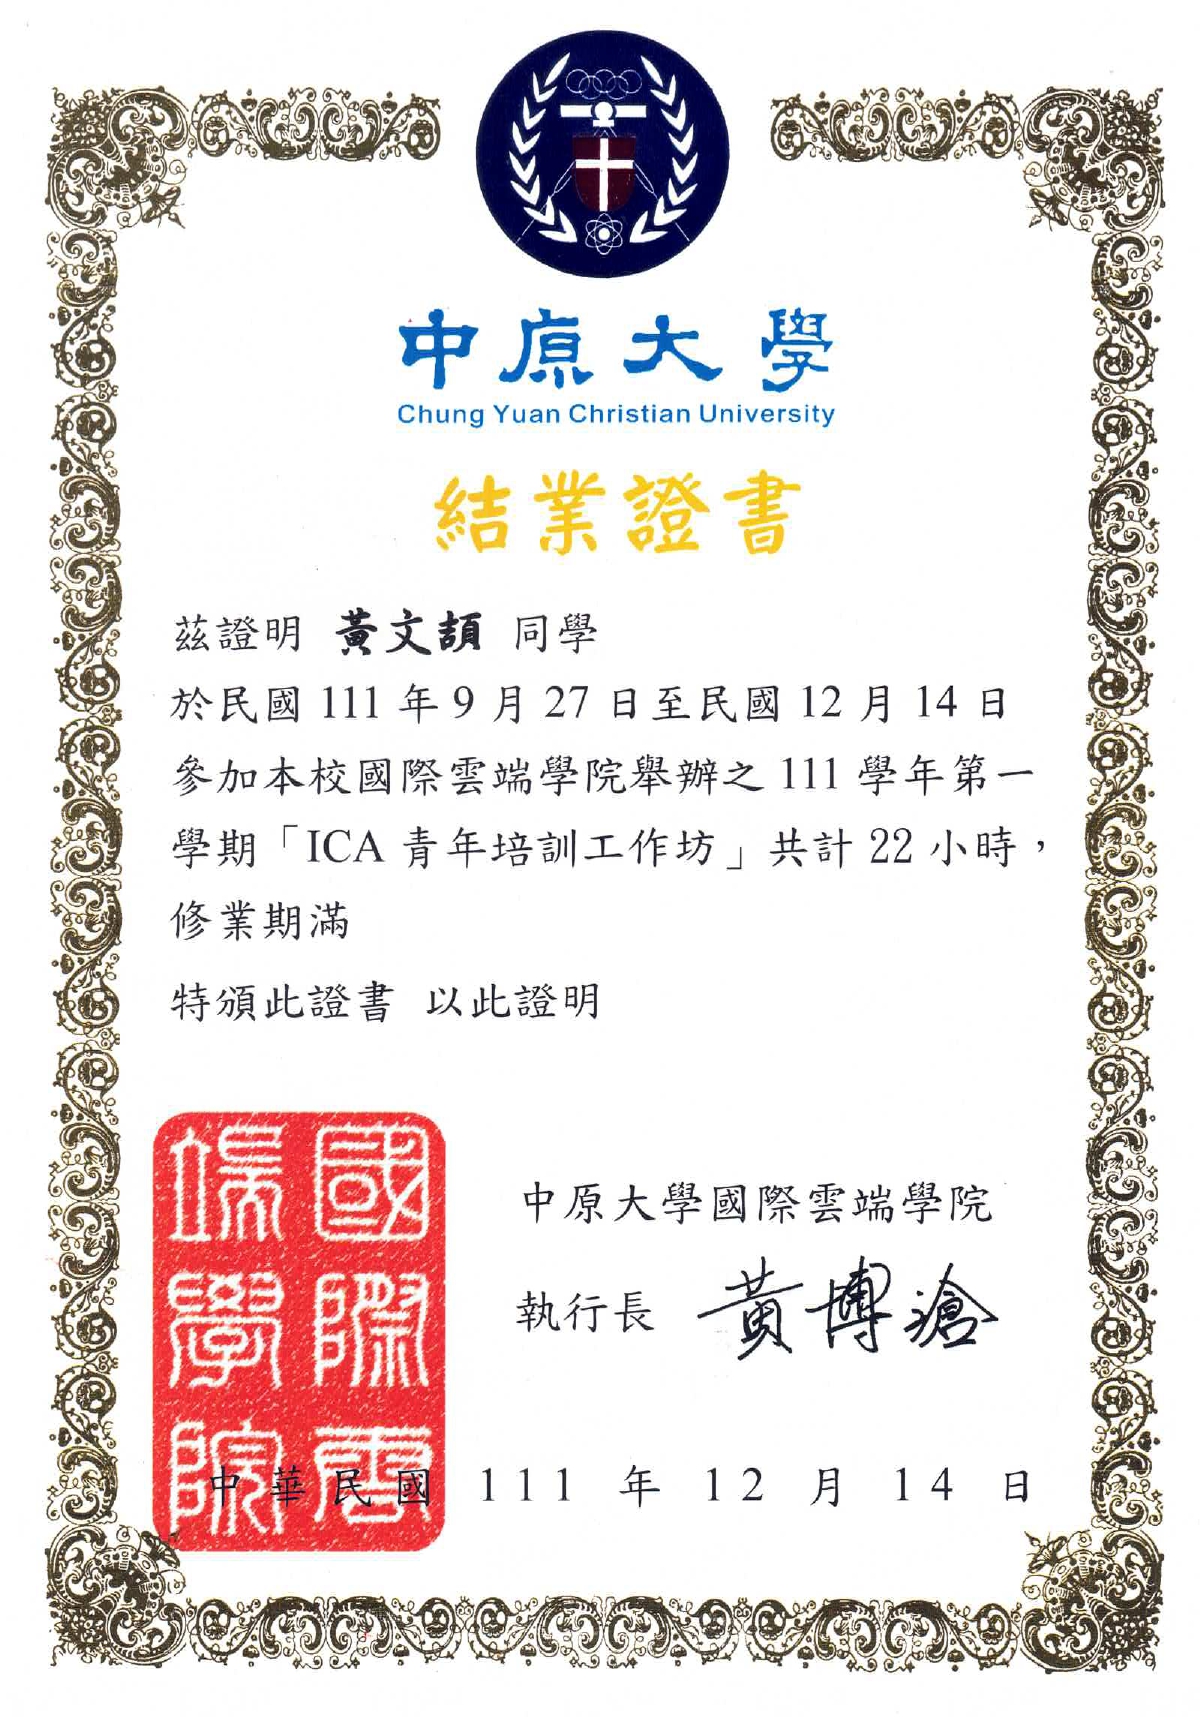 中原大學
Chung Yuan Christian University
結業證書
茲證明 黃文頡 同學
於民國 111 年 9 月 27 日至民國 12 月 14 日
參加本校國際雲端學院舉辦之 111 學年第一
學期「ICA 青年培訓工作坊」共計 22 小時，
修業期滿
特頒此證書 以此證明
國際雲
端學院
中原大學國際雲端學院
執行長 黃博滄
中華民國 111 年 12 月 14 日